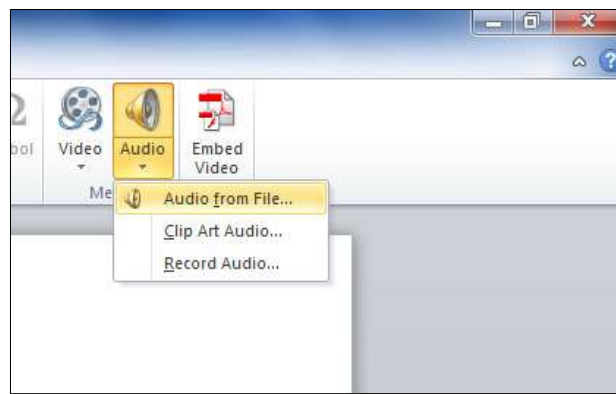 Video
Audio
Embed
Video
Audio from File...
Clip Art Audio...
Record Audio...